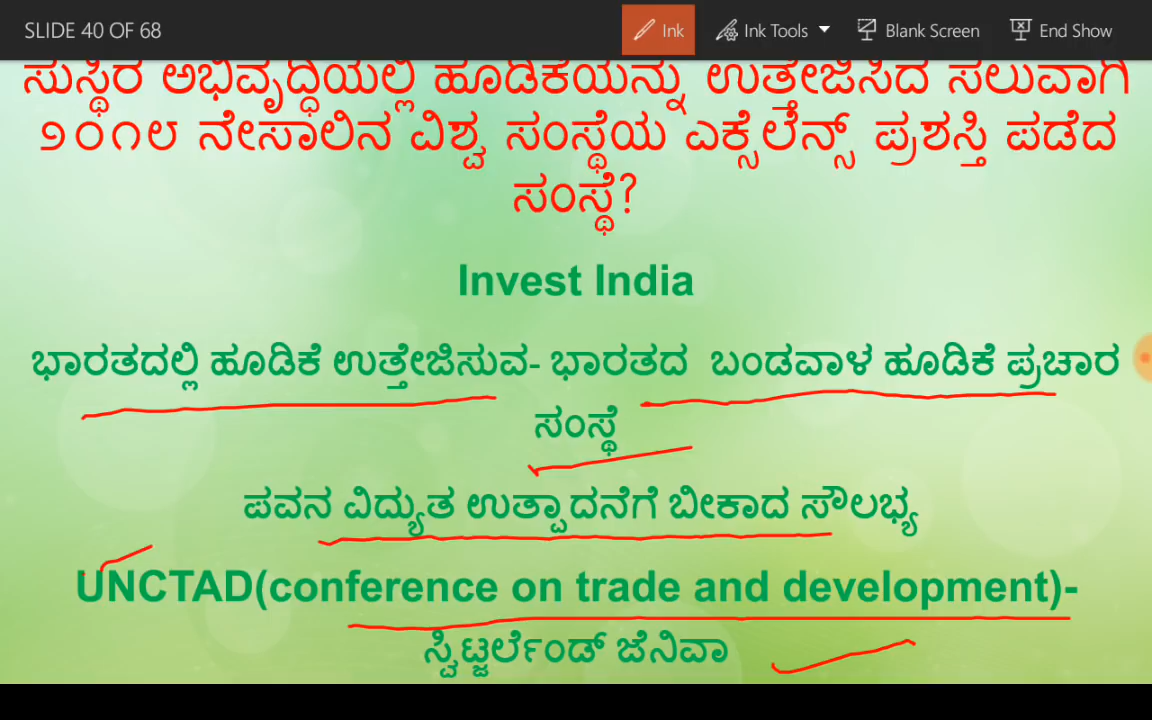 SLIDE 40 OF 68 Ink Ink Tools Blank Screen End Show
ಸುಸ್ಥಿರ ಅಭಿವೃದ್ಧಿಯಲ್ಲಿ ಹೂಡಿಕೆಯನ್ನು ಉತ್ತೇಜಿಸಿದ ಸಲುವಾಗಿ
೨೦೧೮ ನೇಸಾಲಿನ ವಿಶ್ವ ಸಂಸ್ಥೆಯ ಎಕ್ಸೆಲೆನ್ಸ್ ಪ್ರಶಸ್ತಿ ಪಡೆದ
ಸಂಸ್ಥೆ?
Invest India
ಭಾರತದಲ್ಲಿ ಹೂಡಿಕೆ ಉತ್ತೇಜಿಸುವ- ಭಾರತದ ಬಂಡವಾಳ ಹೂಡಿಕೆ ಪ್ರಚಾರ
ಸಂಸ್ಥೆ
ಪವನ ವಿದ್ಯುತ ಉತ್ಪಾದನೆಗೆ ಬೇಕಾದ ಸೌಲಭ್ಯ
UNCTAD(conference on trade and development)-
ಸ್ವಿಟ್ಜರ್ಲೆಂಡ್ ಜೆನಿವಾ